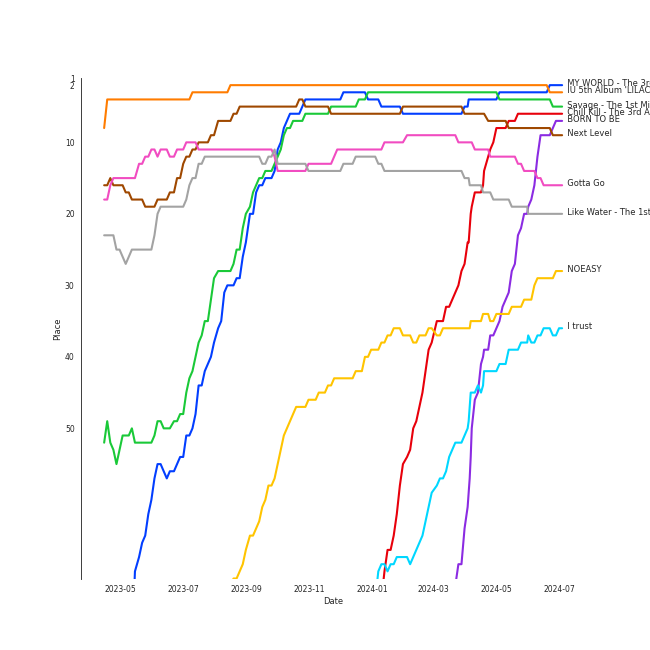 1
2
10
20
30
40
50
Place
2023-05
2023-07
2023-09
2023-11
2024-01
2024-03
2024-05
2024-07
Date
MY WORLD - The 3r
IU 5th Album 'LILAC
Savage - The 1st Mi
Chill Kill - The 3rd A
BORN TO BE
Next Level
Gotta Go
Like Water - The 1st
NOEASY
I trust